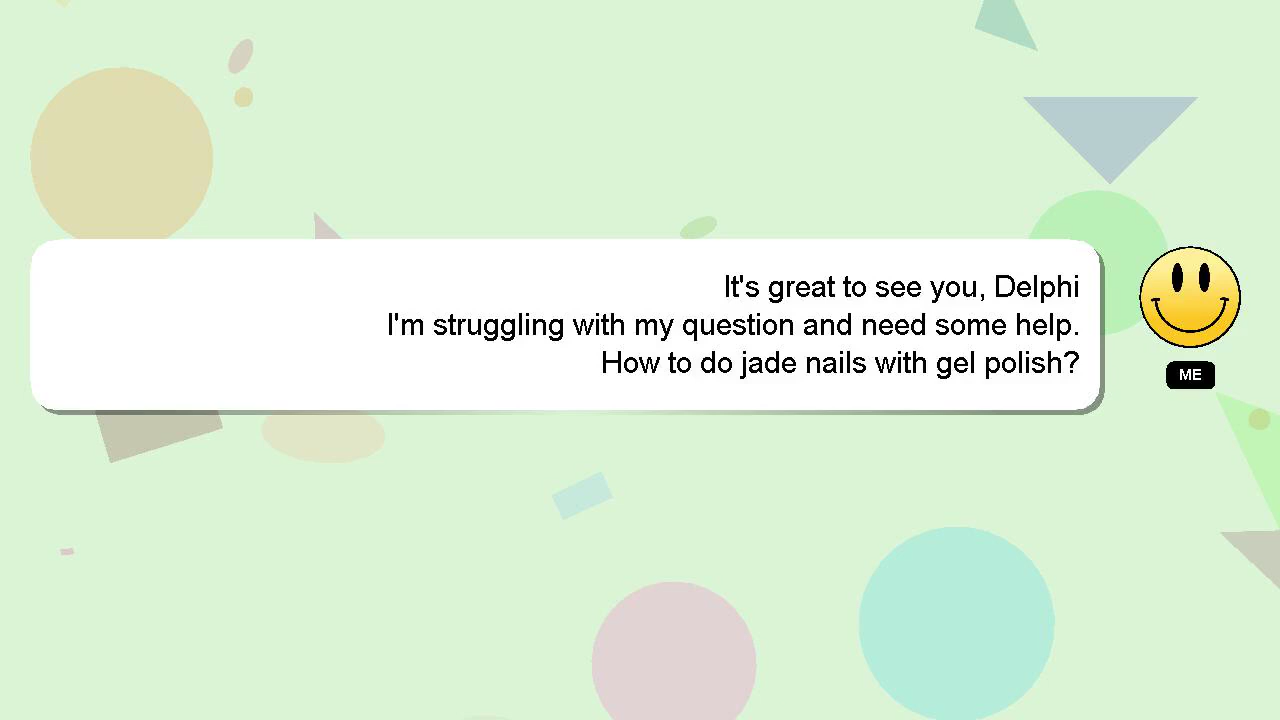 It's great to see you, Delphi
I'm struggling with my question and need some help.
How to do jade nails with gel polish?
ME